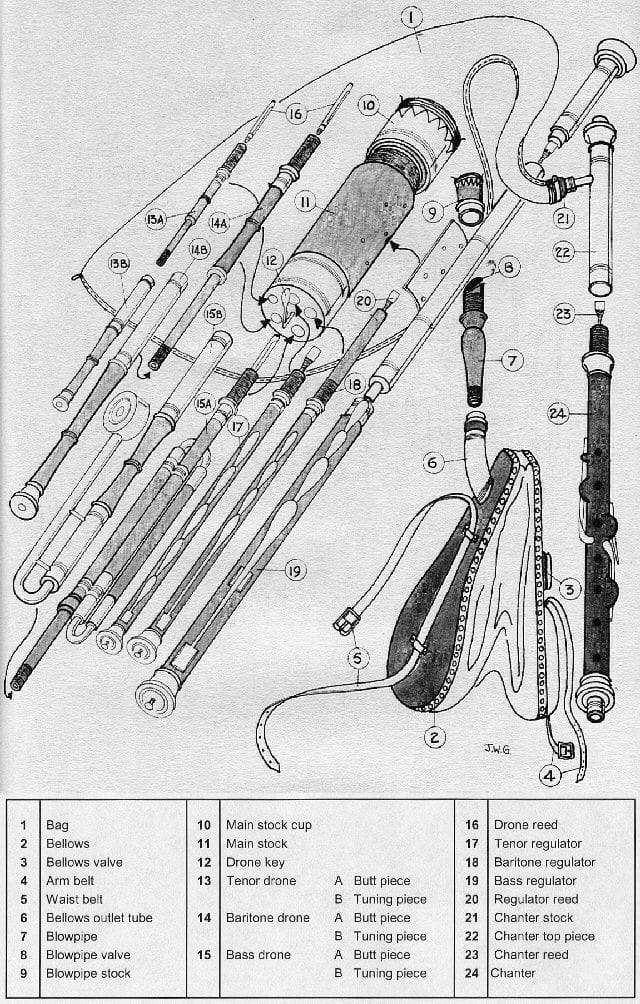 1
16
10
11
9
13A
14A
21
22
14B
13B
12
8
20
15B
23
7
18
15A
17
24
6
19
3
5
2
J.W.G.
4
1 Bag 10 Main stock cup 16 Drone reed
2 Bellows 11 Main stock 17 Tenor regulator
3 Bellows valve 12 Drone key 18 Baritone regulator
4 Arm belt 13 Tenor drone A Butt piece 19 Bass regulator
5 Waist belt B Tuning piece 20 Regulator reed
6 Bellows outlet tube 14 Baritone drone A Butt piece 21 Chanter stock
7 Blowpipe B Tuning piece 22 Chanter top piece
8 Blowpipe valve 15 Bass drone A Butt piece 23 Chanter reed
9 Blowpipe stock B Tuning piece 24 Chanter